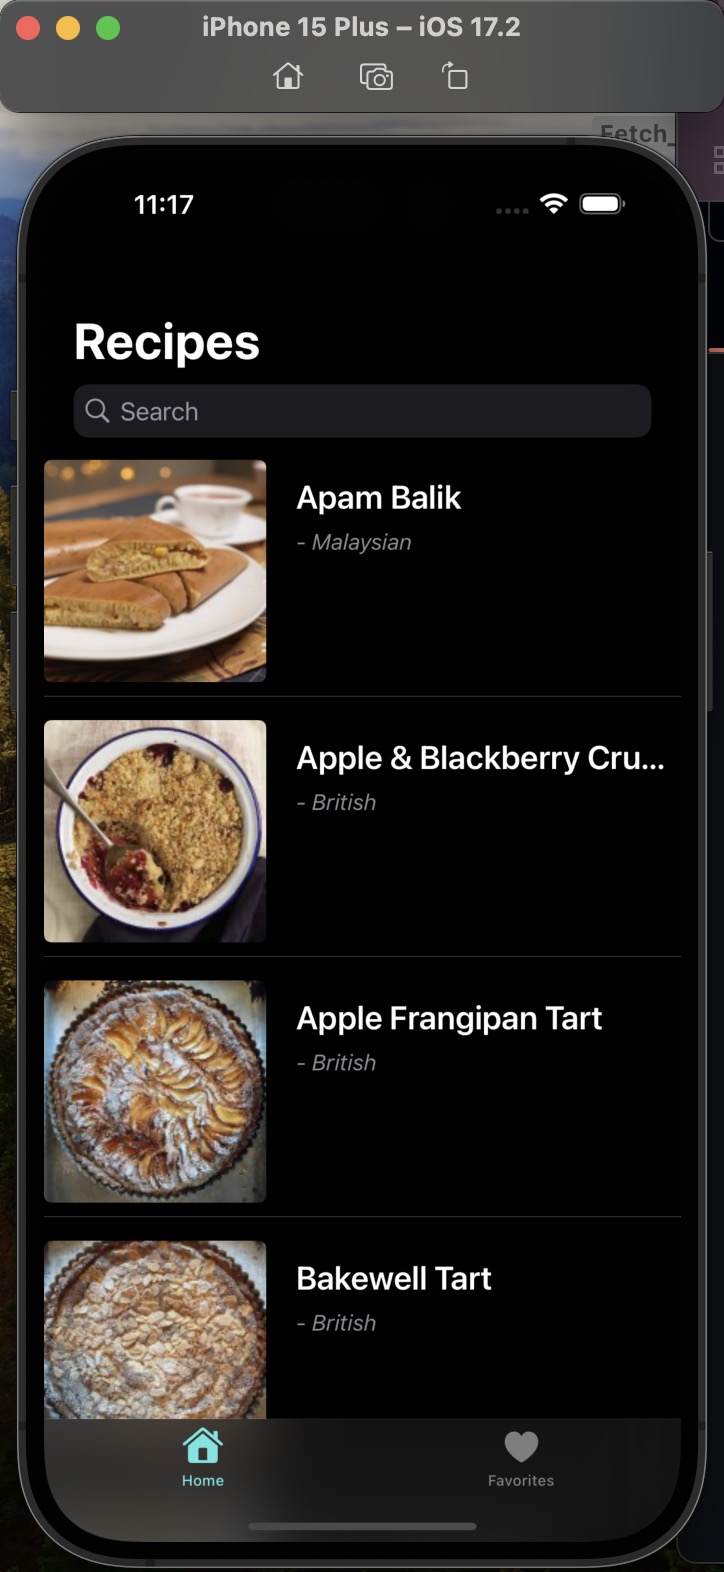 iPhone 15 Plus – iOS 17.2
Fetch_
11:17
Recipes
Search
Apam Balik
- Malaysian
Apple & Blackberry Cru...
- British
Apple Frangipan Tart
- British
Bakewell Tart
- British
Home
Favorites